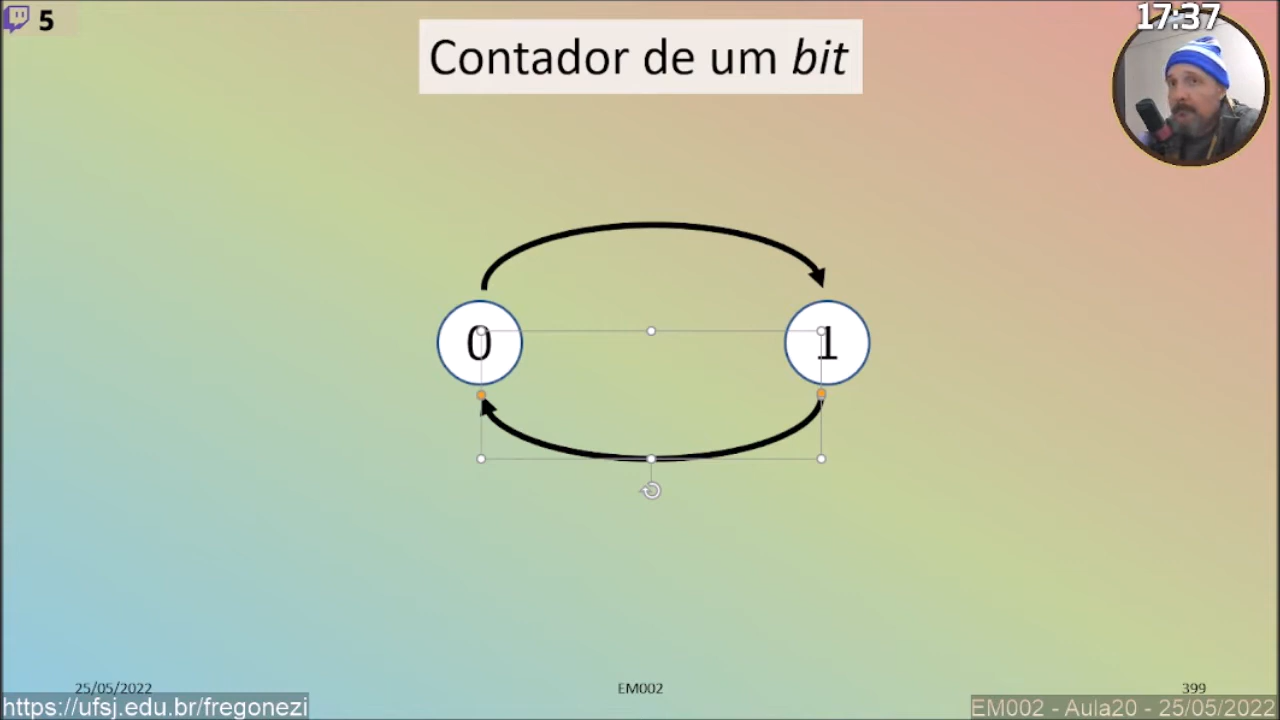 5
17:37
Contador de um bit
0
1
25/05/2022
EM002
399
https://ufsj.edu.br/fregonezi
EM002 - Aula20 - 25/05/2022